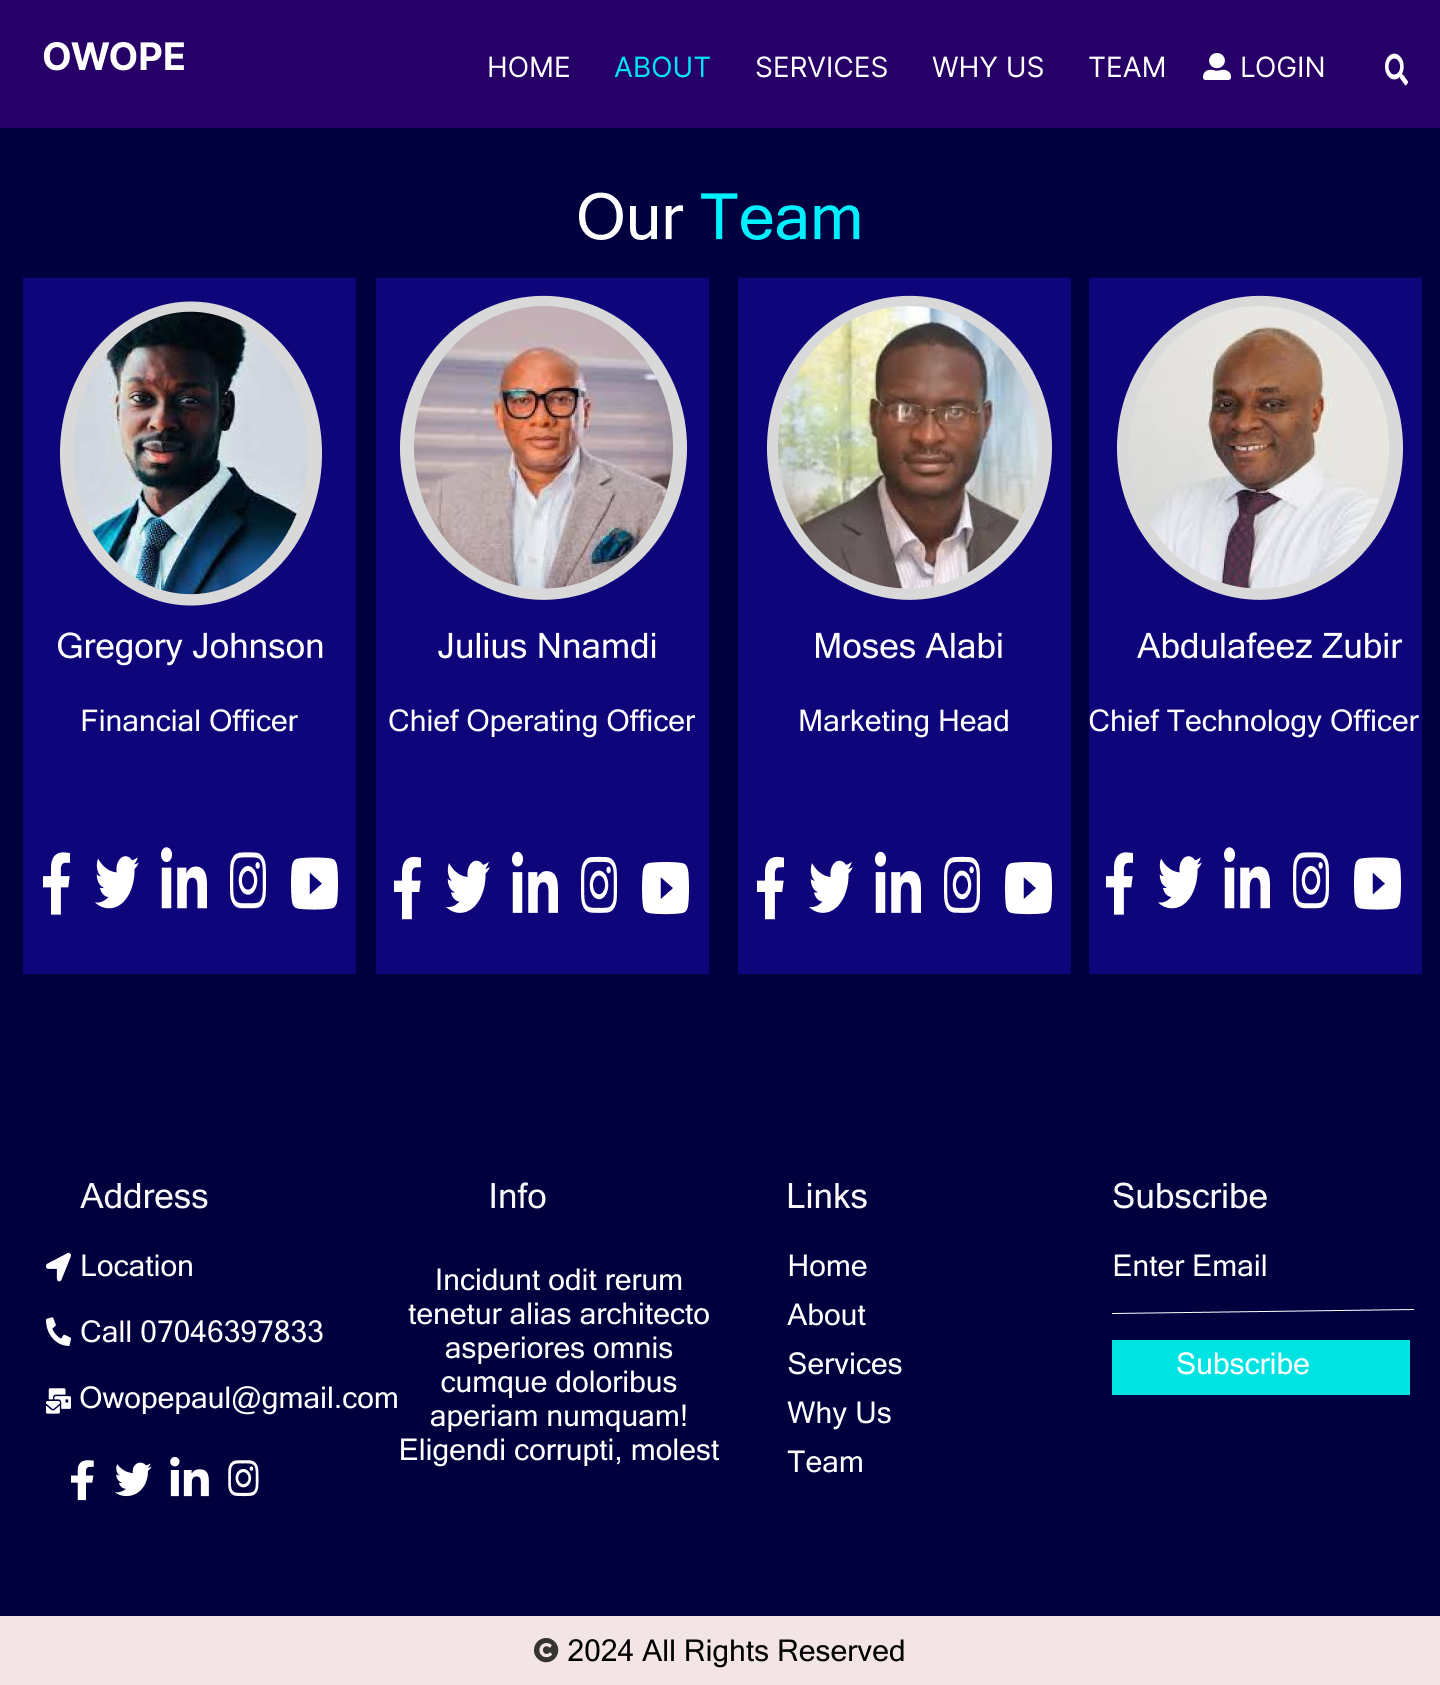 OWOPE
HOME ABOUT SERVICES WHY US TEAM LOGIN
Our Team
Gregory Johnson
Financial Officer
Julius Nnamdi
Chief Operating Officer
Moses Alabi
Marketing Head
Abdulafeez Zubir
Chief Technology Officer
Address
Location
Call 07046397833
Owopepaul@gmail.com
Info
Incidunt odit rerum
tenetur alias architecto
asperiores omnis
cumque doloribus
aperiam numquam!
Eligendi corrupti, molest
Links
Home
About
Services
Why Us
Team
Subscribe
Enter Email
Subscribe
© 2024 All Rights Reserved